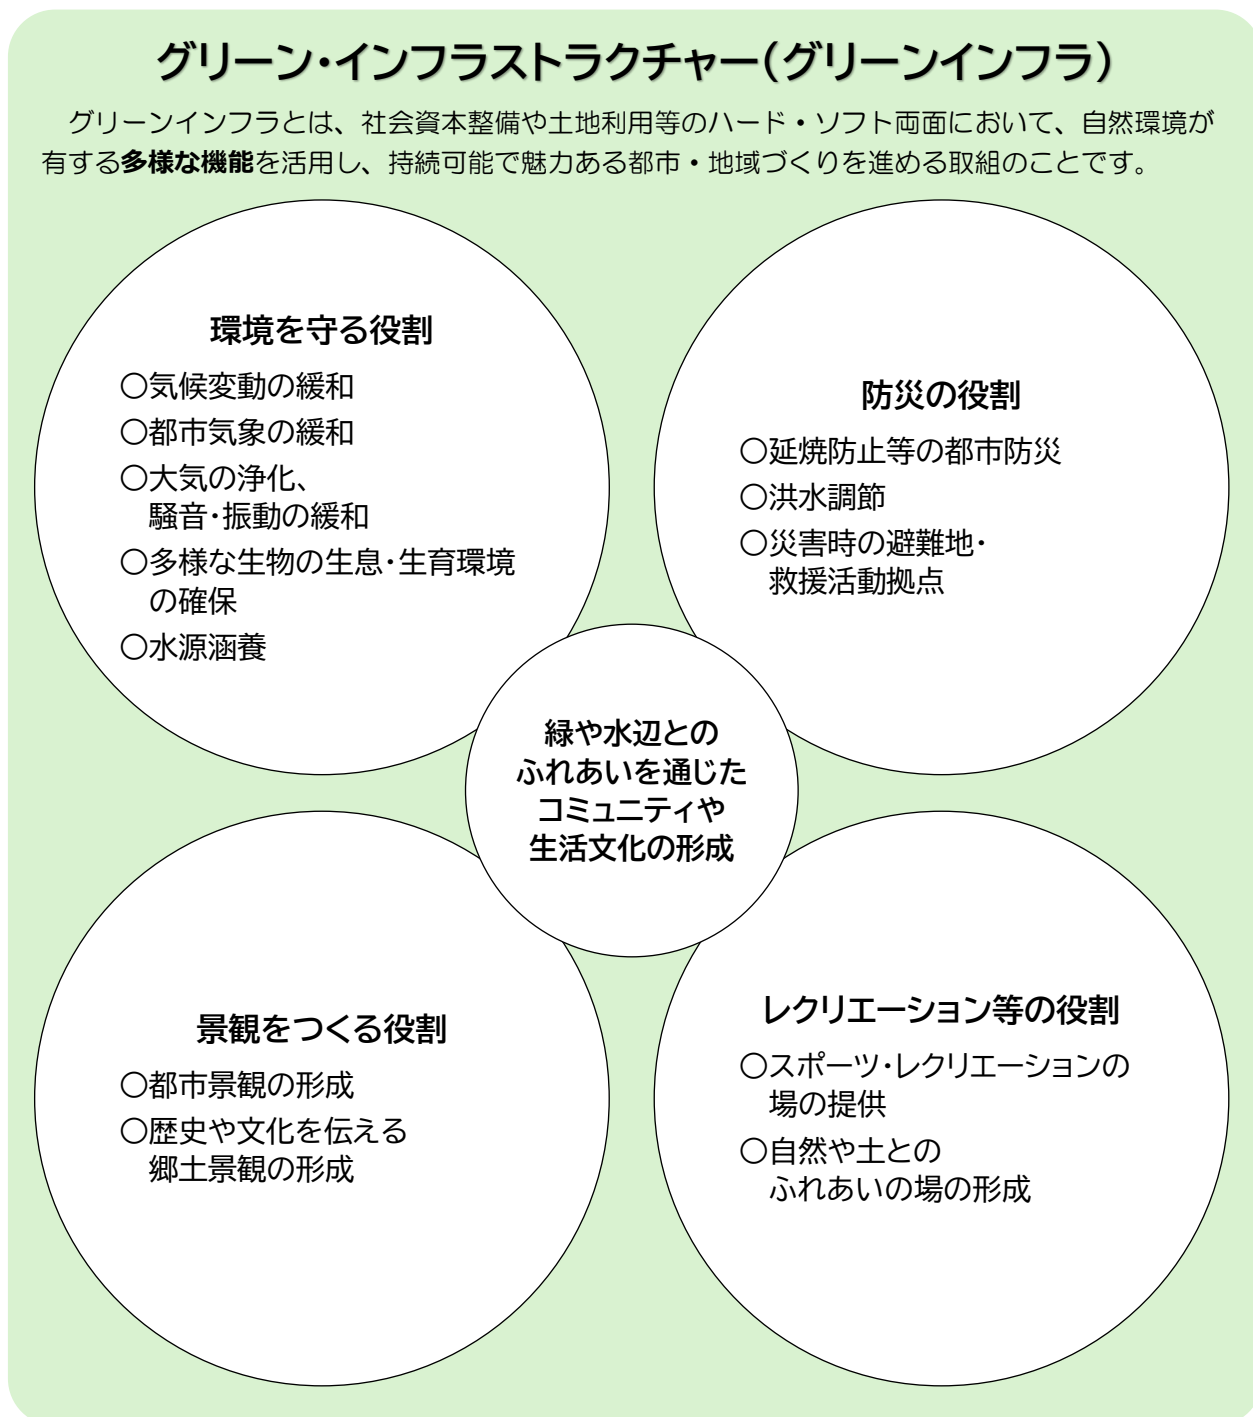 グリーン・インフラストラクチャー(グリーンインフラ)
グリーンインフラとは、社会資本整備や土地利用等のハード・ソフト両面において、自然環境が
有する多様な機能を活用し、持続可能で魅力ある都市・地域づくりを進める取組のことです。
環境を守る役割
○気候変動の緩和
○都市気象の緩和
○大気の浄化、
騒音・振動の緩和
○多様な生物の生息・生育環境
の確保
○水源涵養
防災の役割
○延焼防止等の都市防災
○洪水調節
○災害時の避難地・
救援活動拠点
緑や水辺との
ふれあいを通じた
コミュニティや
生活文化の形成
景観をつくる役割
○都市景観の形成
○歴史や文化を伝える
郷土景観の形成
レクリエーション等の役割
○スポーツ・レクリエーションの
場の提供
○自然や土との
ふれあいの場の形成